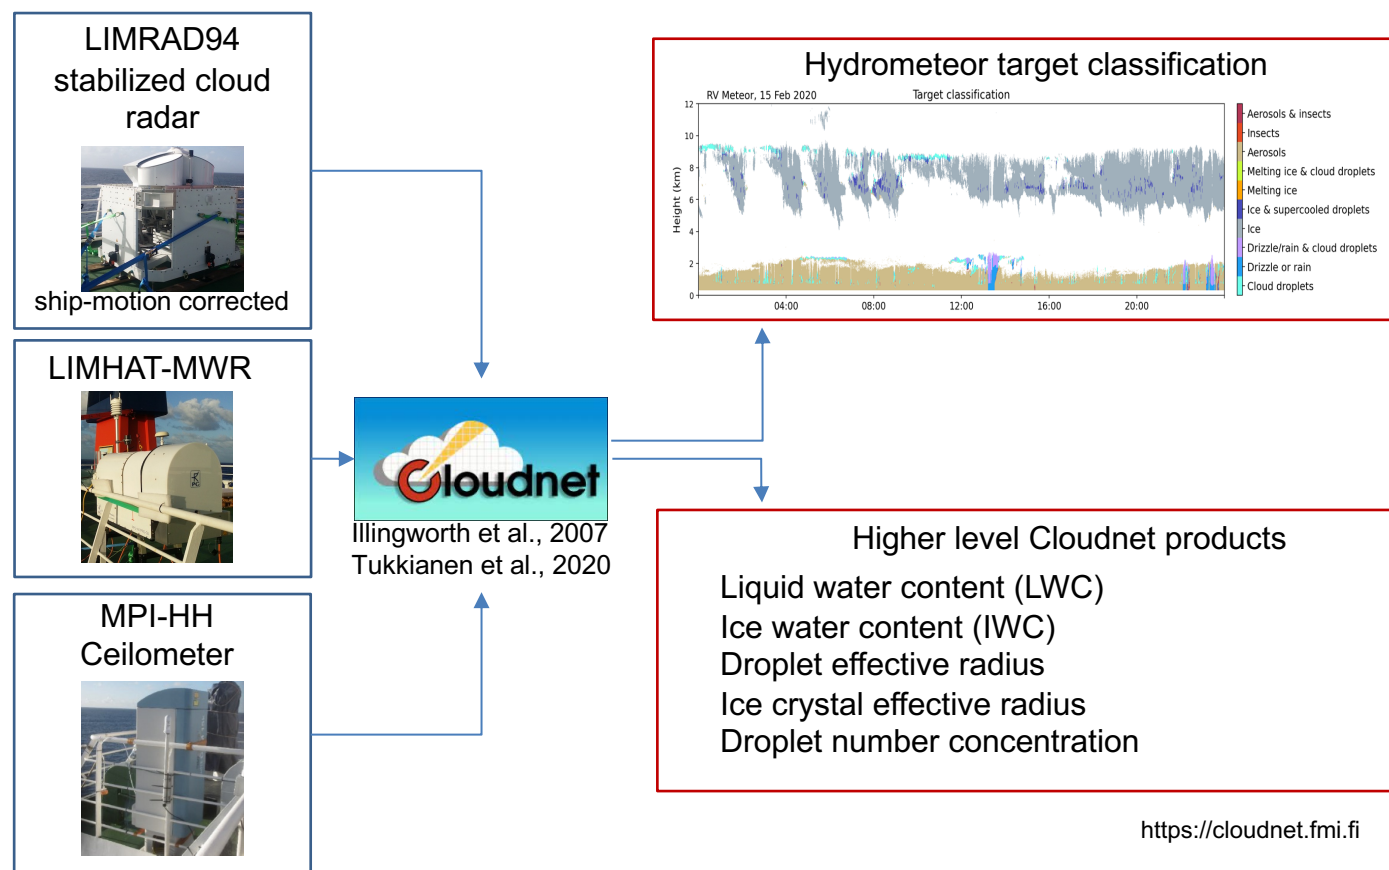 LIMRAD94
stabilized cloud
radar
ship-motion corrected
LIMHAT-MWR
MPI-HH
Ceilometer
Cloudnet
Illingworth et al., 2007
Tukkianen et al., 2020
Hydrometeor target classification
RV Meteor, 15 Feb 2020
Target classification
Height (km)
12
10
8
6
4
2
0
04:00
08:00
12:00
16:00
20:00
Aerosols & insects
Insects
Aerosols
Melting ice & cloud droplets
Melting ice
Ice & supercooled droplets
Ice
Drizzle/rain & cloud droplets
Drizzle or rain
Cloud droplets
Higher level Cloudnet products
Liquid water content (LWC)
Ice water content (IWC)
Droplet effective radius
Ice crystal effective radius
Droplet number concentration
https://cloudnet.fmi.fi